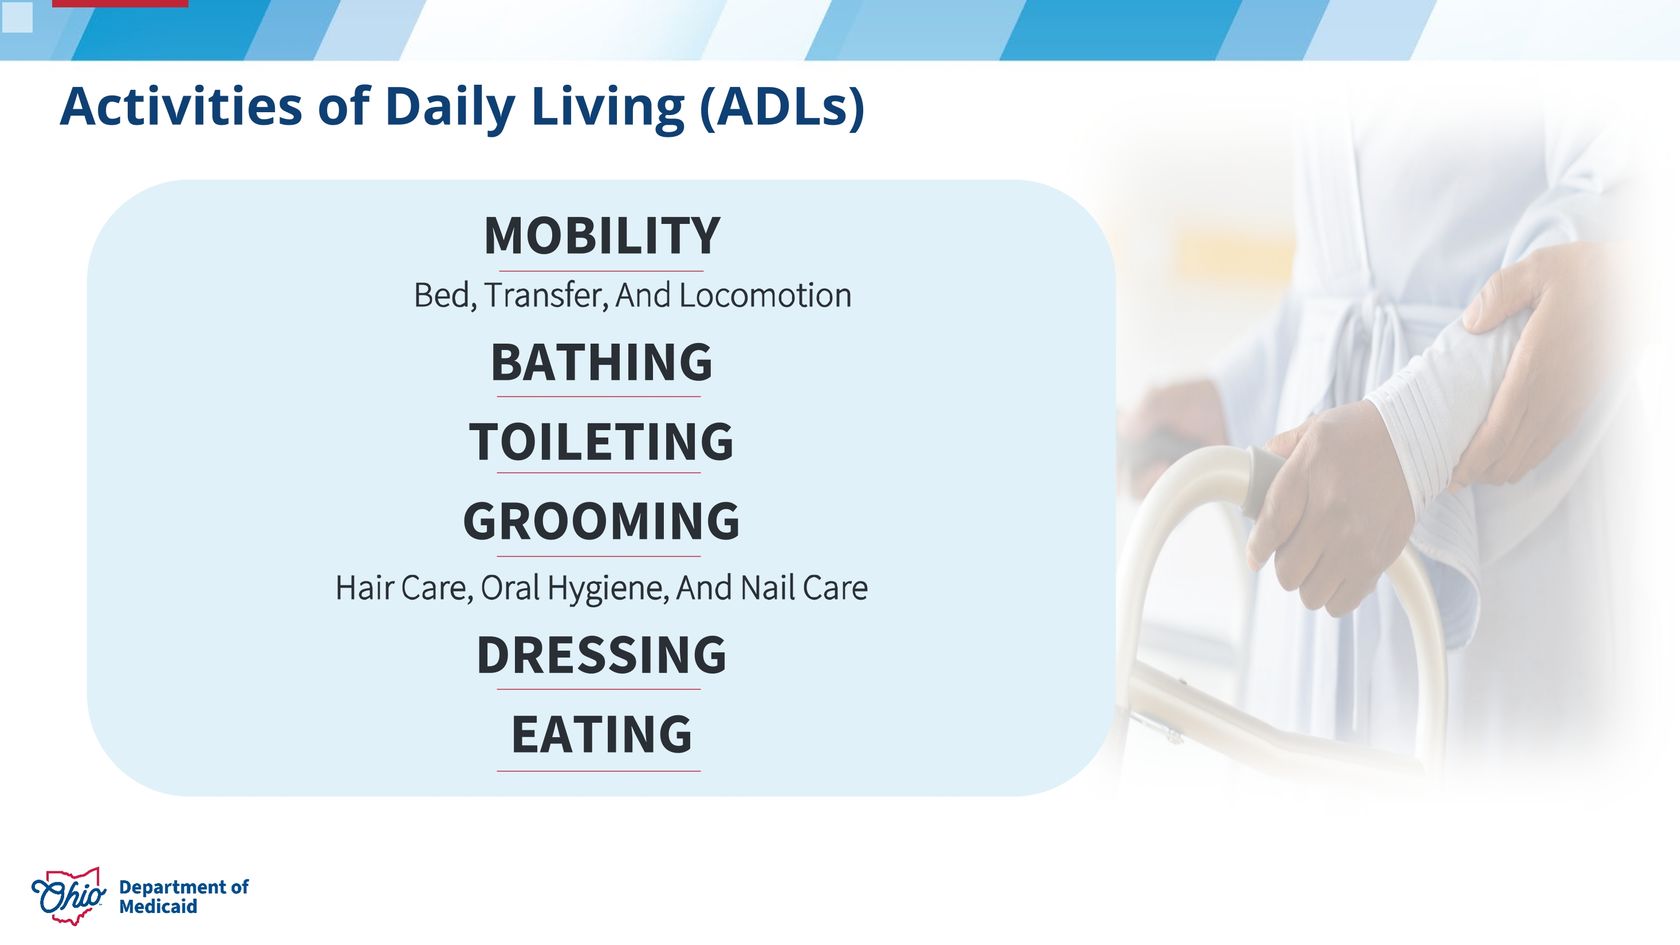 Activities of Daily Living (ADLs)
MOBILITY
Bed, Transfer, And Locomotion
BATHING
TOILETING
GROOMING
Hair Care, Oral Hygiene, And Nail Care
DRESSING
EATING
Ohio
Department of
Medicaid